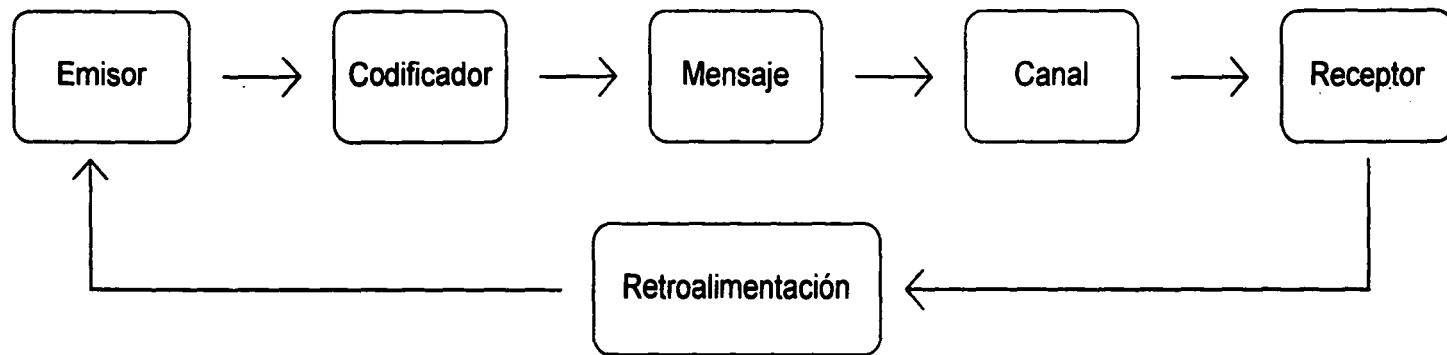 Emisor
Codificador
Mensaje
Canal
Receptor
Retroalimentación